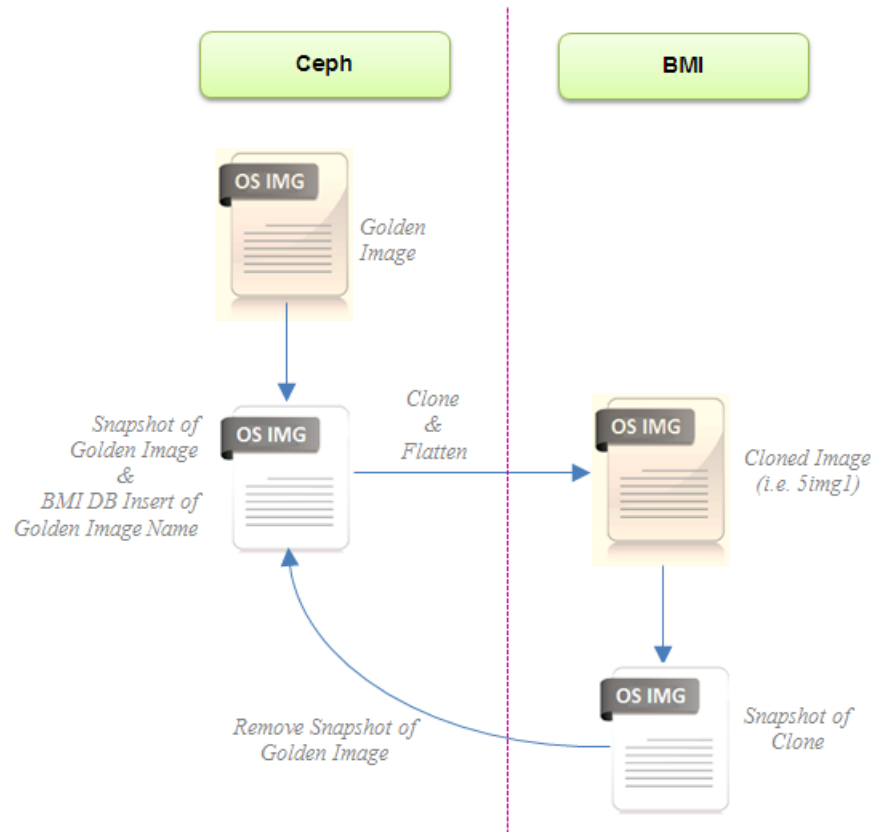 Ceph
BMI
OS IMG
Golden
Image
Snapshot of
Golden Image
&
BMI DB Insert of
Golden Image Name
OS IMG
Clone
&
Flatten
OS IMG
Cloned Image
(i.e. 5img1)
Remove Snapshot of
Golden Image
OS IMG
Snapshot of
Clone